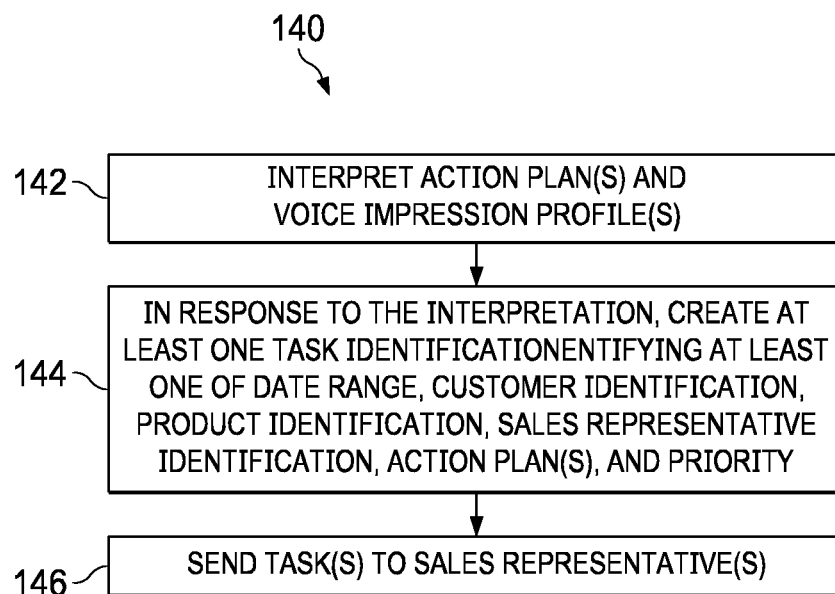 140
142
INTERPRET ACTION PLAN(S) AND
VOICE IMPRESSION PROFILE(S)
144
IN RESPONSE TO THE INTERPRETATION, CREATE AT
LEAST ONE TASK IDENTIFICATIONENTIFYING AT LEAST
ONE OF DATE RANGE, CUSTOMER IDENTIFICATION,
PRODUCT IDENTIFICATION, SALES REPRESENTATIVE
IDENTIFICATION, ACTION PLAN(S), AND PRIORITY
146
SEND TASK(S) TO SALES REPRESENTATIVE(S)